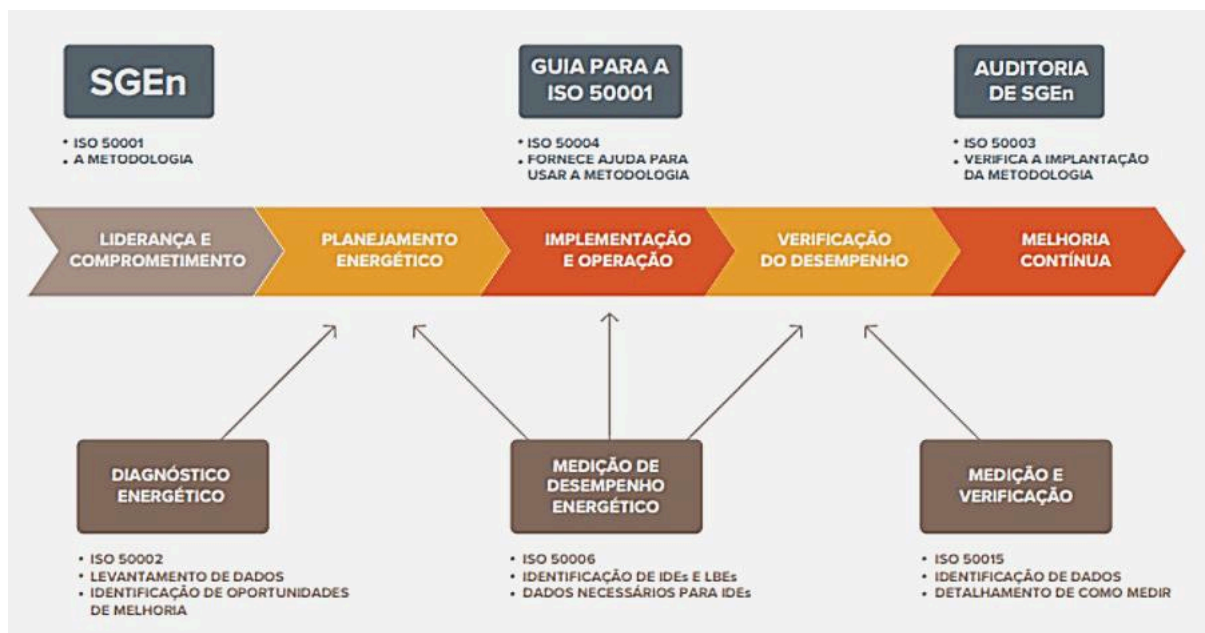 SGEn
• ISO 50001
• A METODOLOGIA
GUIA PARA A
ISO 50001
• ISO 50004
• FORNECE AJUDA PARA
USAR A METODOLOGIA
AUDITORIA
DE SGEn
• ISO 50003
• VERIFICA A IMPLANTAÇÃO
DA METODOLOGIA
LIDERANÇA E
COMPROMETIMENTO
PLANEJAMENTO
ENERGÉTICO
IMPLEMENTAÇÃO
E OPERAÇÃO
VERIFICAÇÃO
DO DESEMPENHO
MELHORIA
CONTÍNUA
DIAGNÓSTICO
ENERGÉTICO
• ISO 50002
• LEVANTAMENTO DE DADOS
• IDENTIFICAÇÃO DE OPORTUNIDADES
DE MELHORIA
MEDIÇÃO DE
DESEMPENHO
ENERGÉTICO
• ISO 50006
• IDENTIFICAÇÃO DE IDEs E LBEs
• DADOS NECESSÁRIOS PARA IDEs
MEDIÇÃO E
VERIFICAÇÃO
• ISO 50015
• IDENTIFICAÇÃO DE DADOS
• DETALHAMENTO DE COMO MEDIR